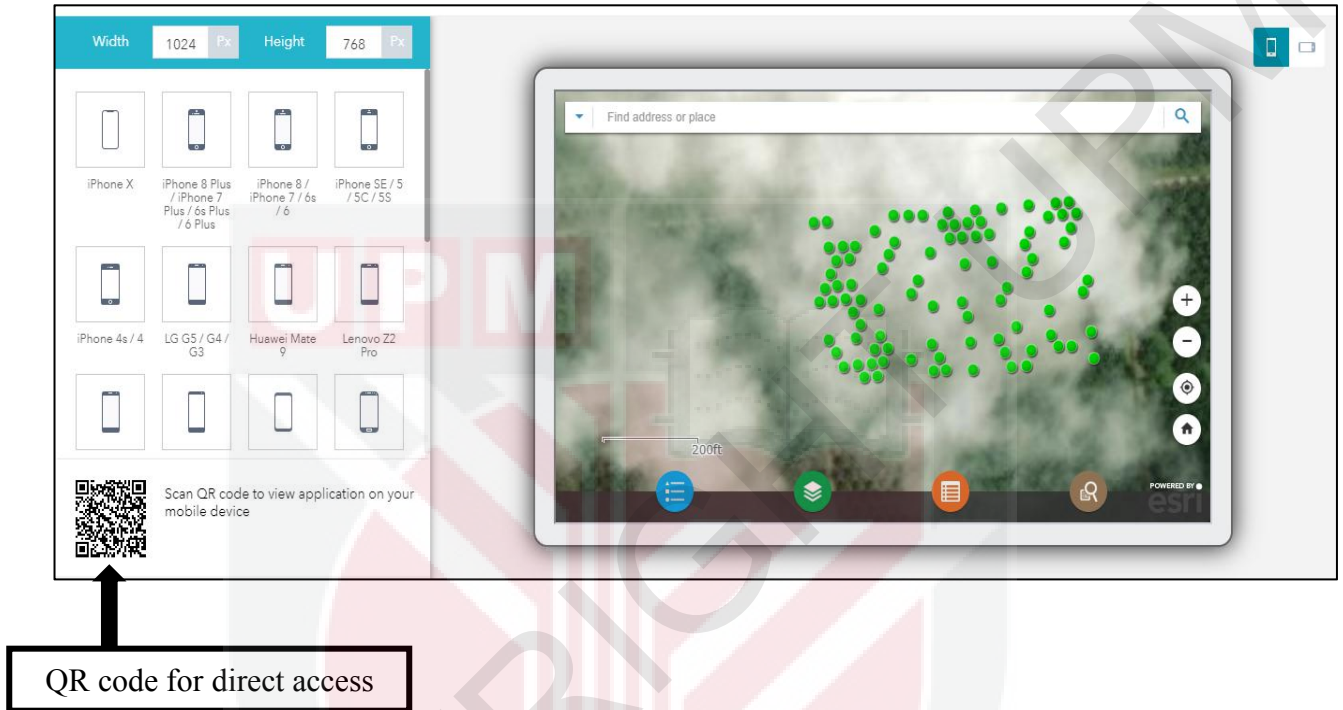 Width 1024 Px Height 768 Px
Find address or place
iPhone X
iPhone 8 Plus
/ iPhone 7
Plus / 6s Plus
/ 6 Plus
iPhone 8 /
iPhone 7 / 6s
/ 6
iPhone SE / 5
/ 5C / 5S
iPhone 4s / 4
LG G5 / G4 /
G3
Huawei Mate
9
Lenovo Z2
Pro
200ft
POWERED BY
esri
Scan QR code to view application on your
mobile device
QR code for direct access
UPM
COPYRIGHT UPM